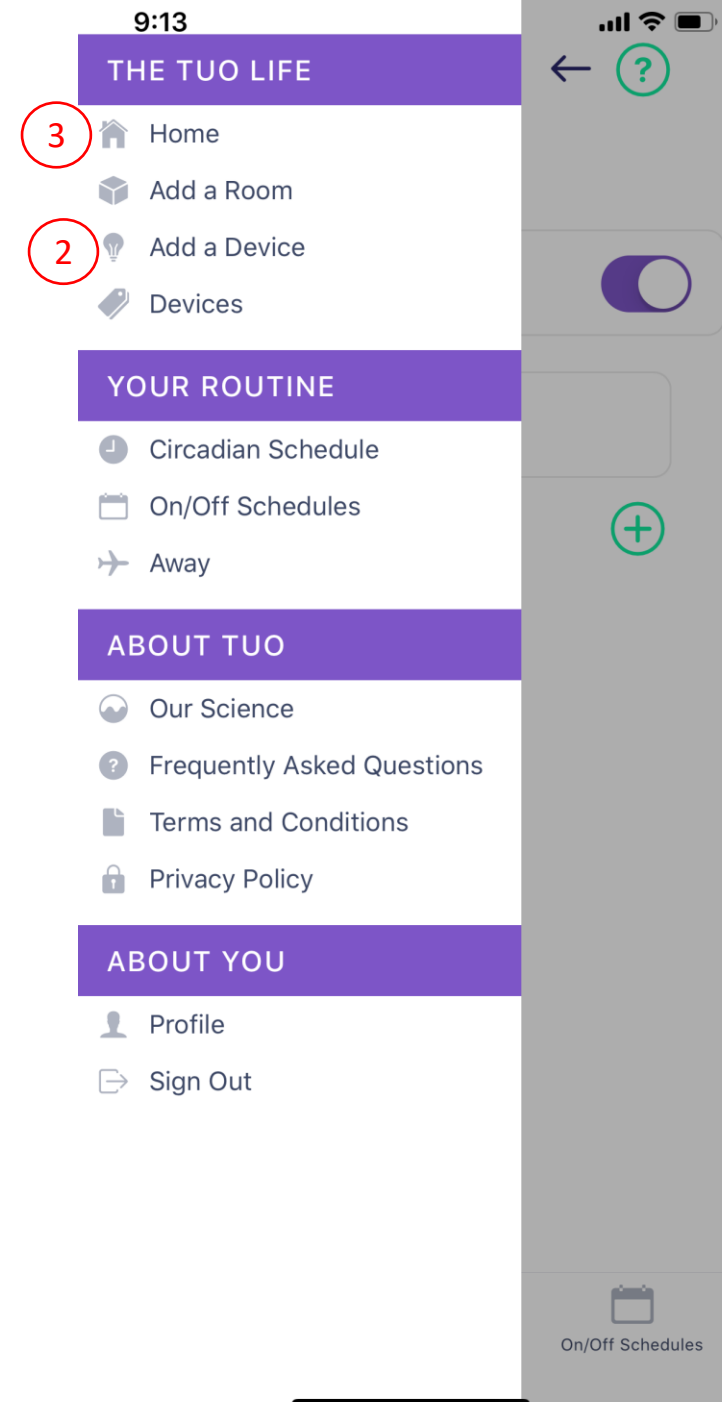 9:13
THE TUO LIFE
?
3
Home
Add a Room
2
Add a Device
Devices
YOUR ROUTINE
Circadian Schedule
On/Off Schedules
Away
ABOUT TUO
Our Science
? Frequently Asked Questions
Terms and Conditions
Privacy Policy
ABOUT YOU
Profile
Sign Out
On/Off Schedules